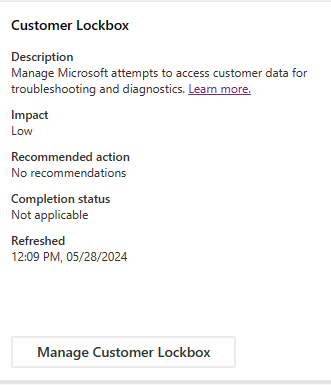 Customer Lockbox
Description
Manage Microsoft attempts to access customer data for
troubleshooting and diagnostics. Learn more.
Impact
Low
Recommended action
No recommendations
Completion status
Not applicable
Refreshed
12:09 PM, 05/28/2024
Manage Customer Lockbox